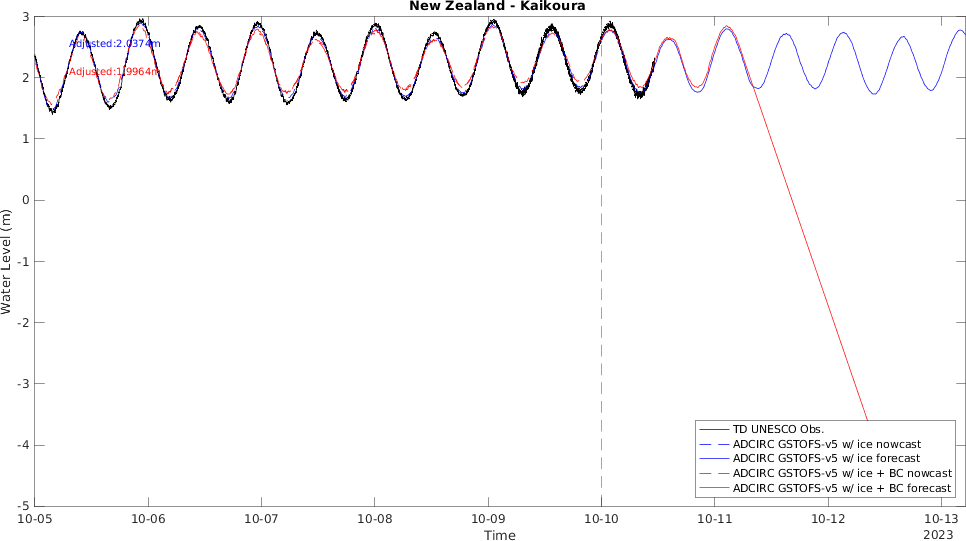 New Zealand - Kaikoura
3
2
1
0
-1
-2
-3
-4
-5
Water Level (m)
Adjusted:2.0374m
Adjusted:1.9964m
TD UNESCO Obs.
ADCIRC GSTOFS-v5 w/ ice nowcast
ADCIRC GSTOFS-v5 w/ ice forecast
ADCIRC GSTOFS-v5 w/ ice + BC nowcast
ADCIRC GSTOFS-v5 w/ ice + BC forecast
10-05 10-06 10-07 10-08 10-09 10-10 10-11 10-12 10-13
Time
2023